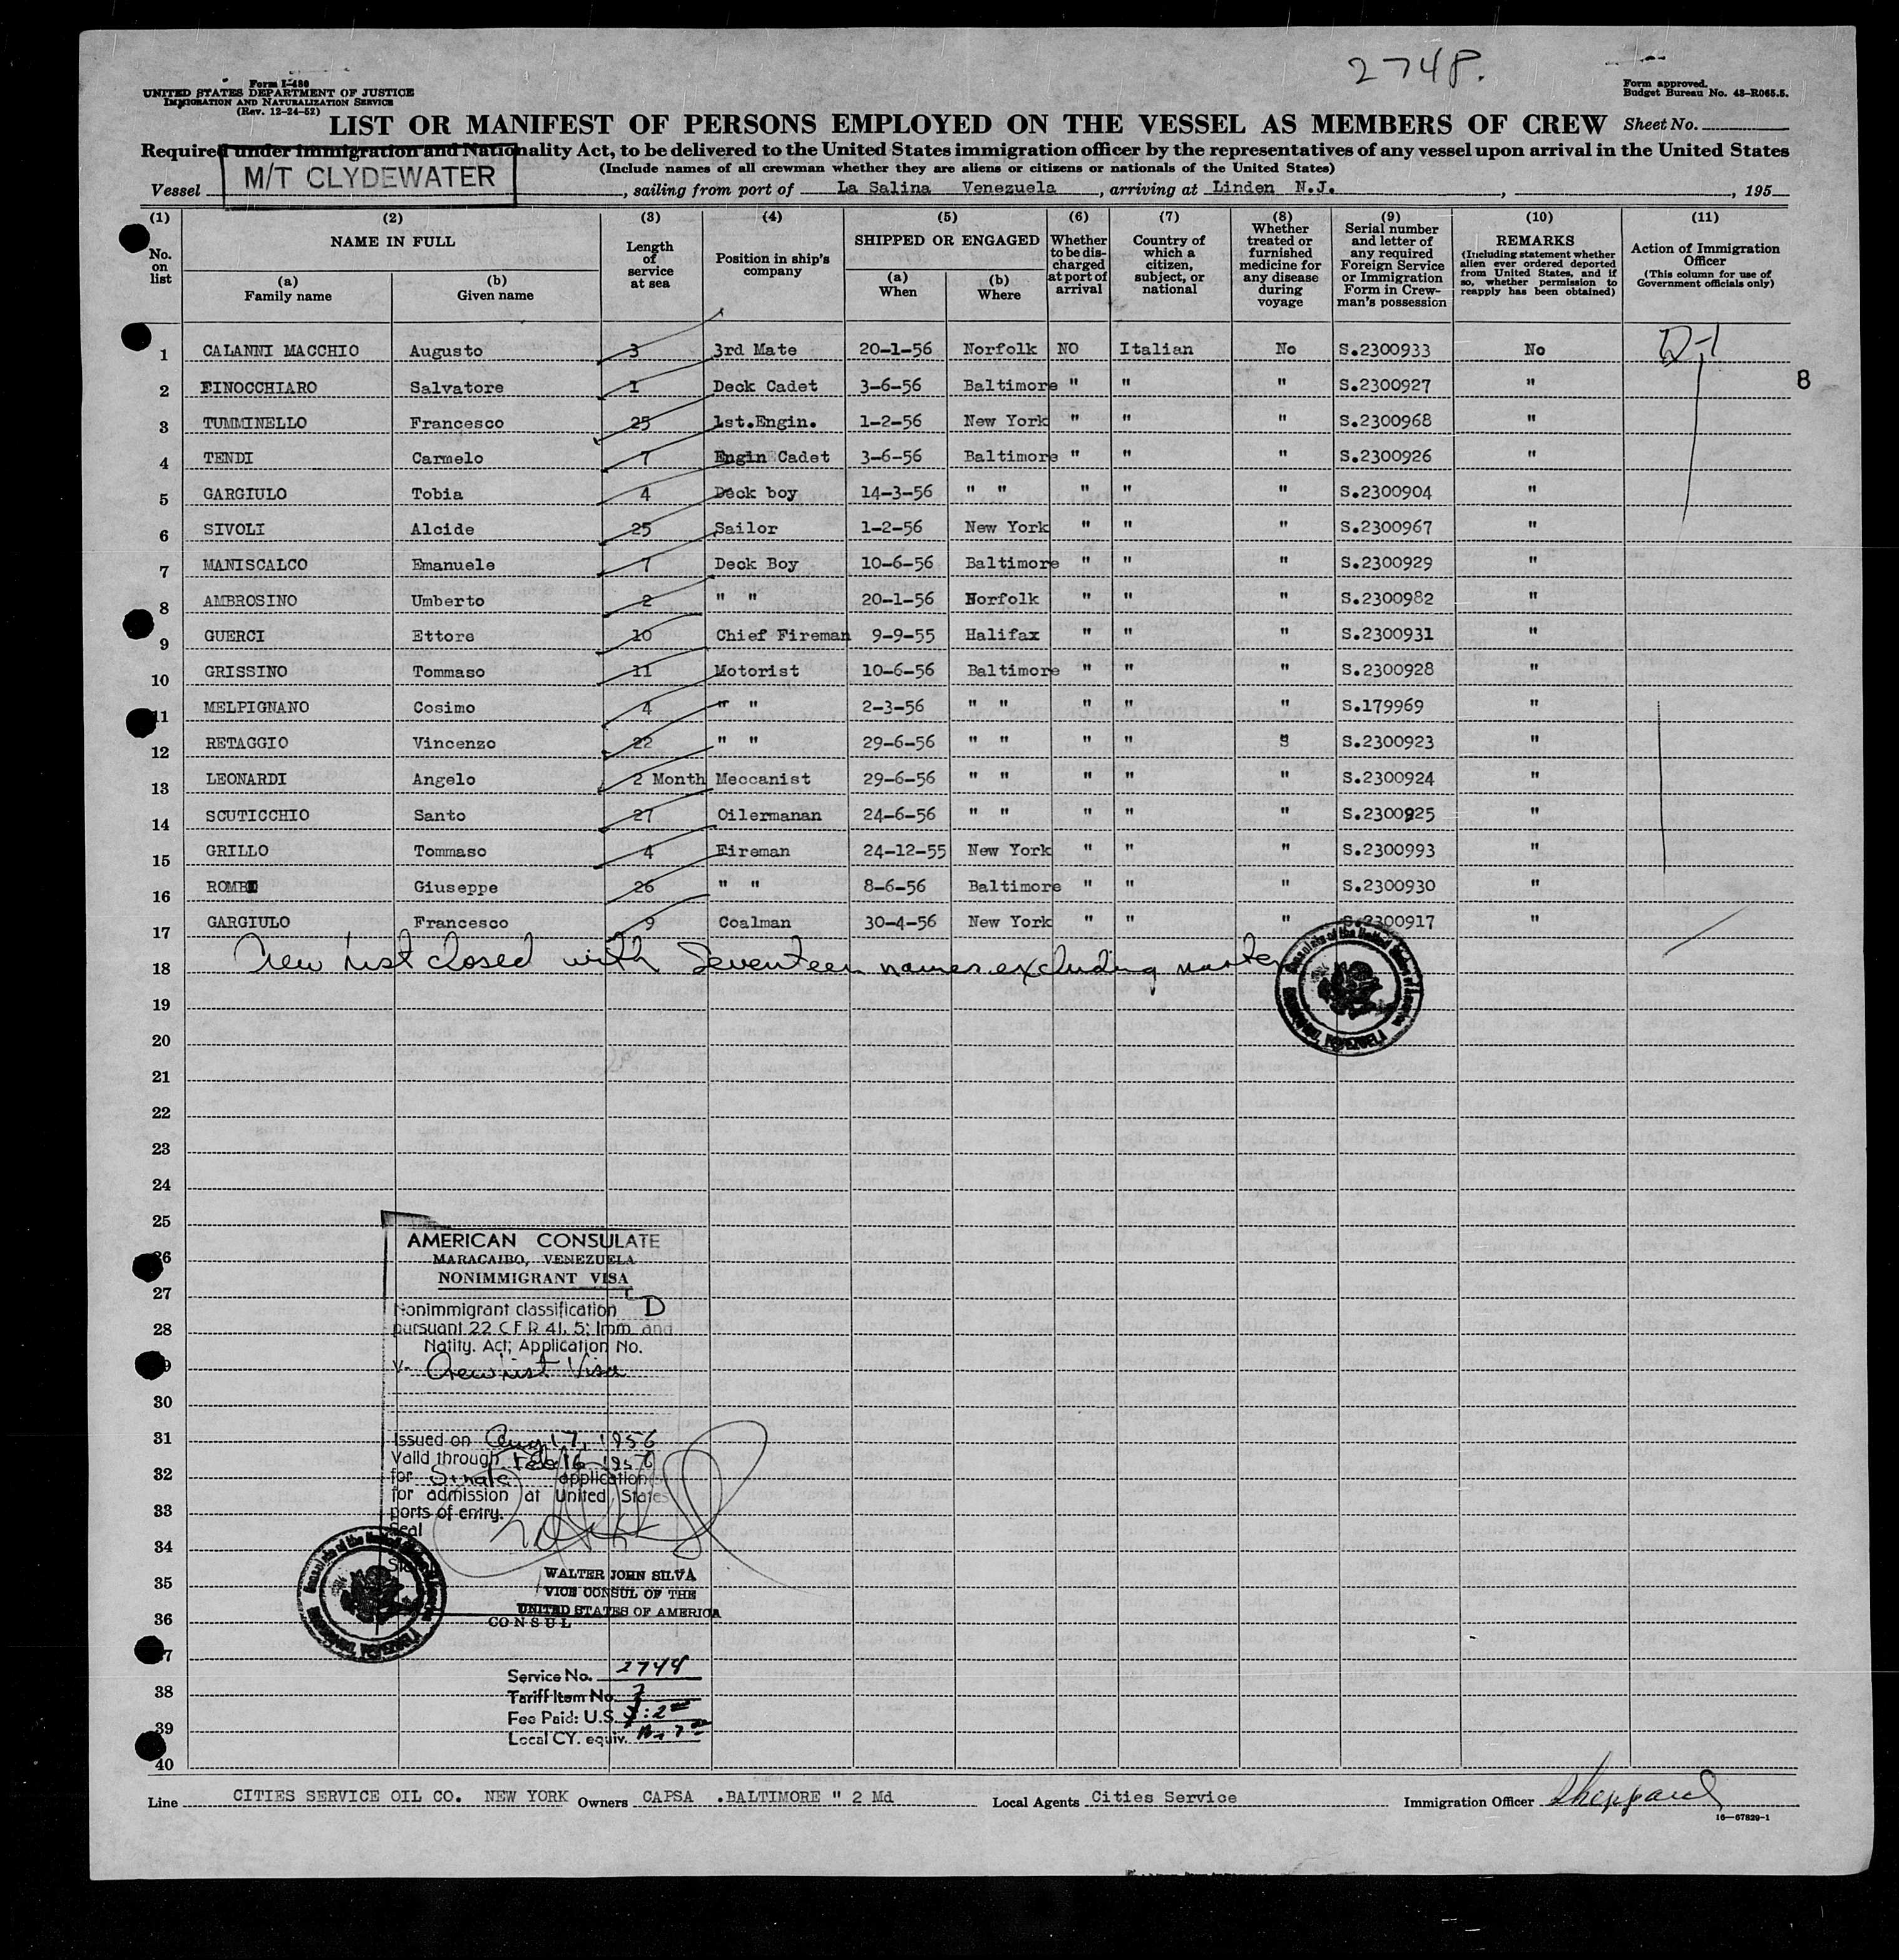 2748.
Form I-480
UNITED STATES DEPARTMENT OF JUSTICE
IMMIGRATION AND NATURALIZATION SERVICE
(Rev. 12-24-52)
Form approved.
Budget Bureau No. 43-R065.5.
LIST OR MANIFEST OF PERSONS EMPLOYED ON THE VESSEL AS MEMBERS OF CREW Sheet No.
Required under Immigration and Nationality Act, to be delivered to the United States immigration officer by the representatives of any vessel upon arrival in the United States
(Include names of all crewman whether they are aliens or citizens or nationals of the United States)
Vessel M/T CLYDEWATER, sailing from port of La Salina Venezuela, arriving at Linden N.J., , 195
(1) (2) (3) (4) (5) (6) (7) (8) (9) (10) (11)
No. on list
NAME IN FULL
(a) Family name
(b) Given name
Length of service at sea
Position in ship's company
SHIPPED OR ENGAGED
(a) When
(b) Where
Whether to be discharged at port of arrival
Country of which a citizen, subject, or national
Whether treated or furnished medicine for any disease during voyage
Serial number and letter of any required Foreign Service or Immigration Form in Crewman's possession
REMARKS
(Including statement whether alien ever ordered deported from United States, and if so, whether permission to reapply has been obtained)
Action of Immigration Officer
(This column for use of Government officials only)
1 CALANNI MACCHIO Augusto 3 3rd Mate 20-1-56 Norfolk NO Italian No S.2300933 No D-1
2 FINOCCHIARO Salvatore 1 Deck Cadet 3-6-56 Baltimore " " " S.2300927 " 8
3 TUMMINELLO Francesco 25 1st.Engin. 1-2-56 New York " " " S.2300968 "
4 TENDI Carmelo 7 Engin Cadet 3-6-56 Baltimore " " " S.2300926 "
5 GARGIULO Tobia 4 Deck boy 14-3-56 " " " " " S.2300904 "
6 SIVOLI Alcide 25 Sailor 1-2-56 New York " " " S.2300967 "
7 MANISCALCO Emanuele 7 Deck Boy 10-6-56 Baltimore " " " S.2300929 "
8 AMBROSINO Umberto 2 " " 20-1-56 Norfolk " " " S.2300982 "
9 GUERCI Ettore 10 Chief Fireman 9-9-55 Halifax " " " S.2300931 "
10 GRISSINO Tommaso 11 Motorist 10-6-56 Baltimore " " " S.2300928 "
11 MELPIGNANO Cosimo 4 " " 2-3-56 " " " " " S.179969 "
12 RETAGGIO Vincenzo 22 " " 29-6-56 " " " " S.2300923 "
13 LEONARDI Angelo 2 Month Meccanist 29-6-56 " " " " " S.2300924 "
14 SCUTICCHIO Santo 27 Oilermanan 24-6-56 " " " " " S.2300925 "
15 GRILLO Tommaso 4 Fireman 24-12-55 New York " " " S.2300993 "
16 Giuseppe 26 " " 8-6-56 Baltimore " " " S.2300930 "
17 GARGIULO Francesco 9 Coalman 30-4-56 New York " " " S.2300917 "
18 Crew list closed with Seventeen names excluding master
19
20
21
22
23
24
25
26
27
28
29
30
31
32
33
34
35
36
37
38
39
40
AMERICAN CONSULATE
MARACAIBO, VENEZUELA
NONIMMIGRANT VISA
Nonimmigrant classification D
pursuant 22 C F R 41. 5; Imm. and
Natlty. Act; Application No.
V- Crew list Visa
Issued on Aug 17, 1956
Valid through Feb 16 1956
for Single application
for admission at United States
ports of entry.
Seal
WALTER JOHN SILVA
VICE CONSUL OF THE
UNITED STATES OF AMERICA
CONSUL
Service No. 2744
Tariff Item No. 7
Fee Paid: U.S. $:2
Local CY. equiv.
Line CITIES SERVICE OIL CO. NEW YORK Owners CAPSA .BALTIMORE " 2 Md Local Agents Cities Service Immigration Officer Sheppard
16—67829-1